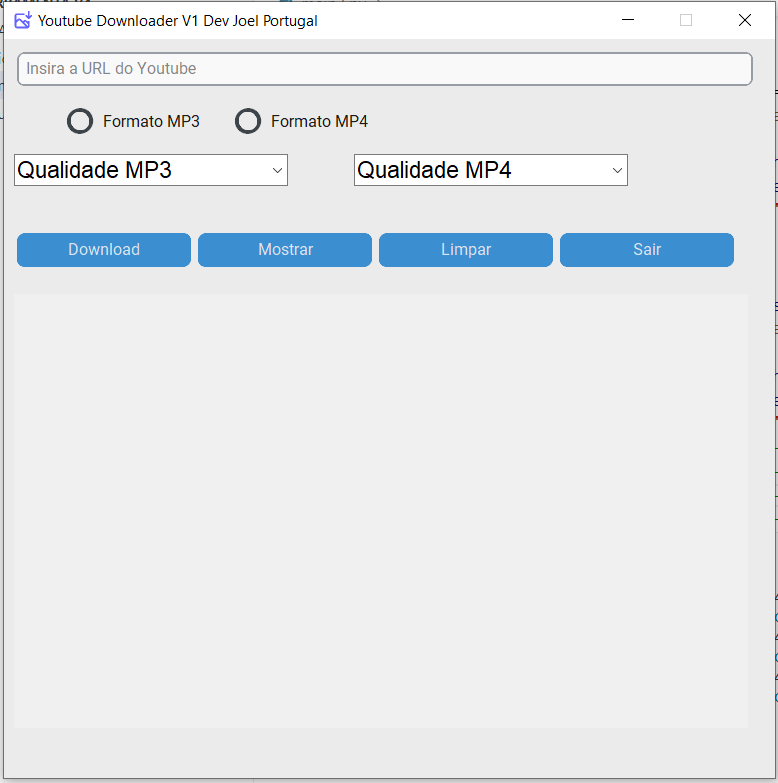 Youtube Downloader V1 Dev Joel Portugal
Insira a URL do Youtube
Formato MP3 Formato MP4
Qualidade MP3 Qualidade MP4
Download Mostrar Limpar Sair